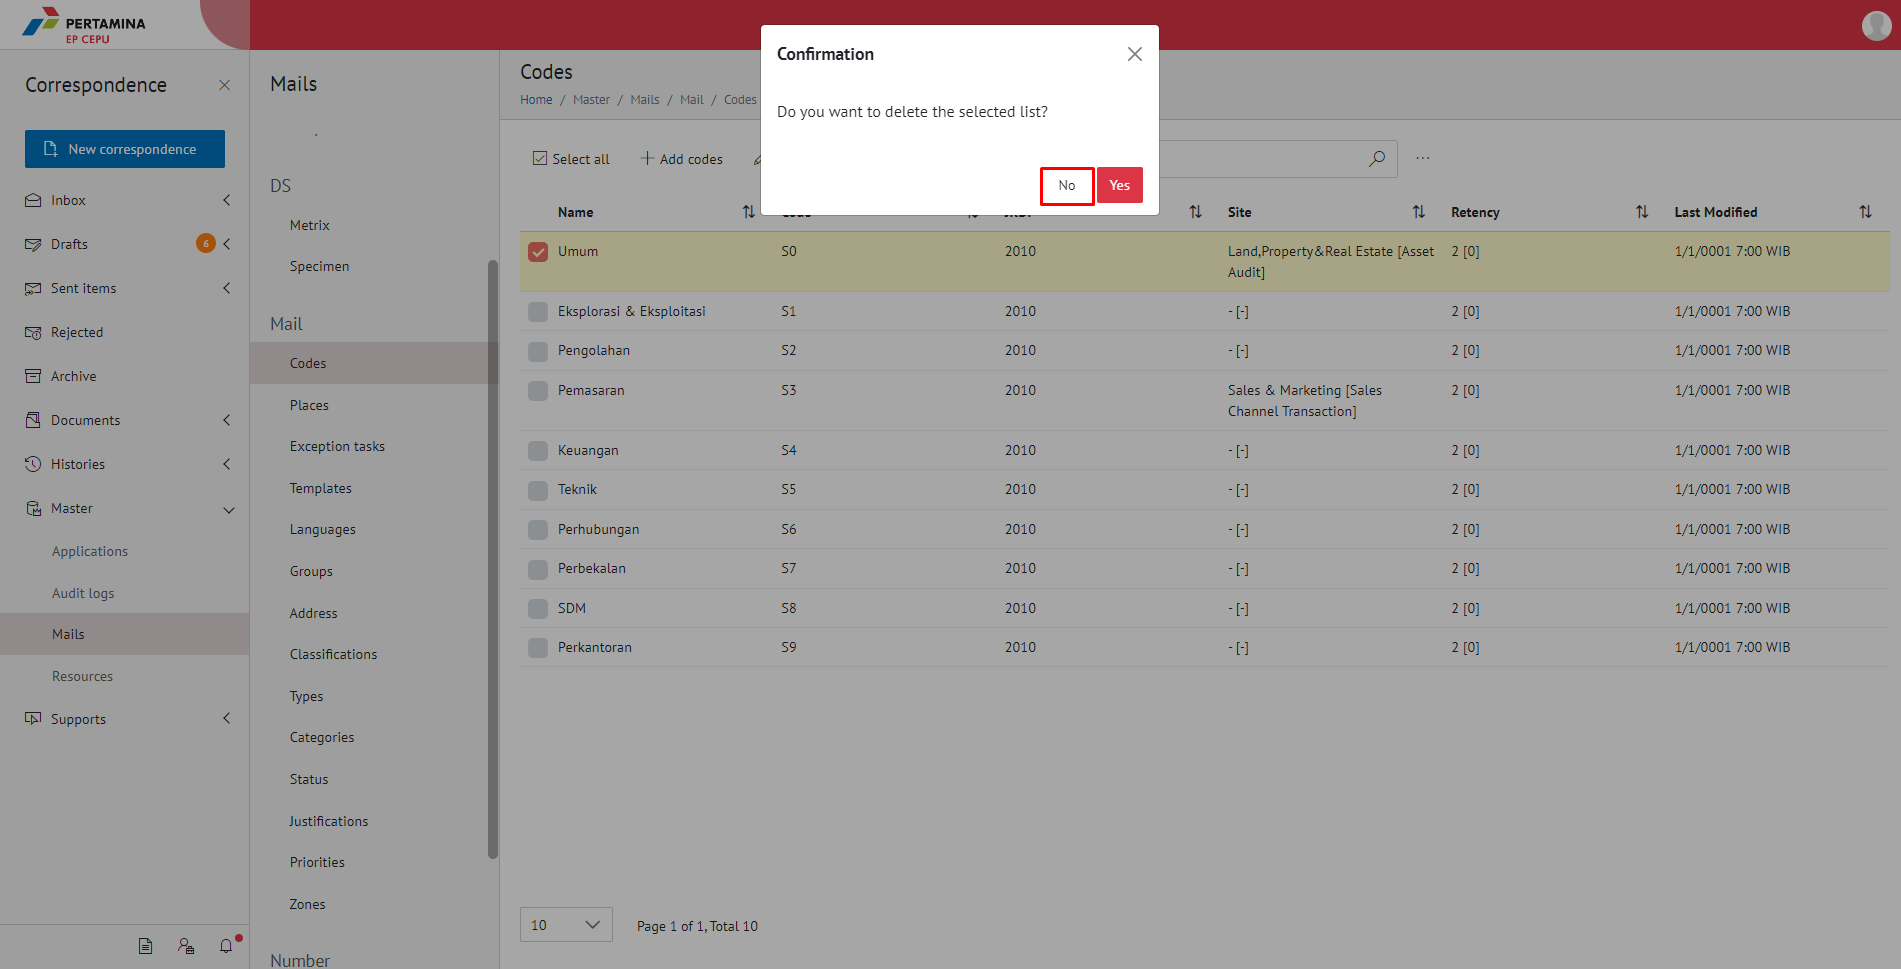 PERTAMINA
EP CEPU
Correspondence
New correspondence
Inbox
Drafts
6
Sent items
Rejected
Archive
Documents
Histories
Master
Applications
Audit logs
Mails
Resources
Supports
Mails
DS
Metrix
Specimen
Mail
Codes
Places
Exception tasks
Templates
Languages
Groups
Address
Classifications
Types
Categories
Status
Justifications
Priorities
Zones
Number
Codes
Home / Master / Mails / Mail / Codes
Select all
Add codes
...
Confirmation
Do you want to delete the selected list?
No
Yes
Name Site Retency Last Modified
Umum S0 2010 Land,Property&Real Estate [Asset Audit] 2 [0] 1/1/0001 7:00 WIB
Eksplorasi & Eksploitasi S1 2010 - [-] 2 [0] 1/1/0001 7:00 WIB
Pengolahan S2 2010 - [-] 2 [0] 1/1/0001 7:00 WIB
Pemasaran S3 2010 Sales & Marketing [Sales Channel Transaction] 2 [0] 1/1/0001 7:00 WIB
Keuangan S4 2010 - [-] 2 [0] 1/1/0001 7:00 WIB
Teknik S5 2010 - [-] 2 [0] 1/1/0001 7:00 WIB
Perhubungan S6 2010 - [-] 2 [0] 1/1/0001 7:00 WIB
Perbekalan S7 2010 - [-] 2 [0] 1/1/0001 7:00 WIB
SDM S8 2010 - [-] 2 [0] 1/1/0001 7:00 WIB
Perkantoran S9 2010 - [-] 2 [0] 1/1/0001 7:00 WIB
10
Page 1 of 1, Total 10